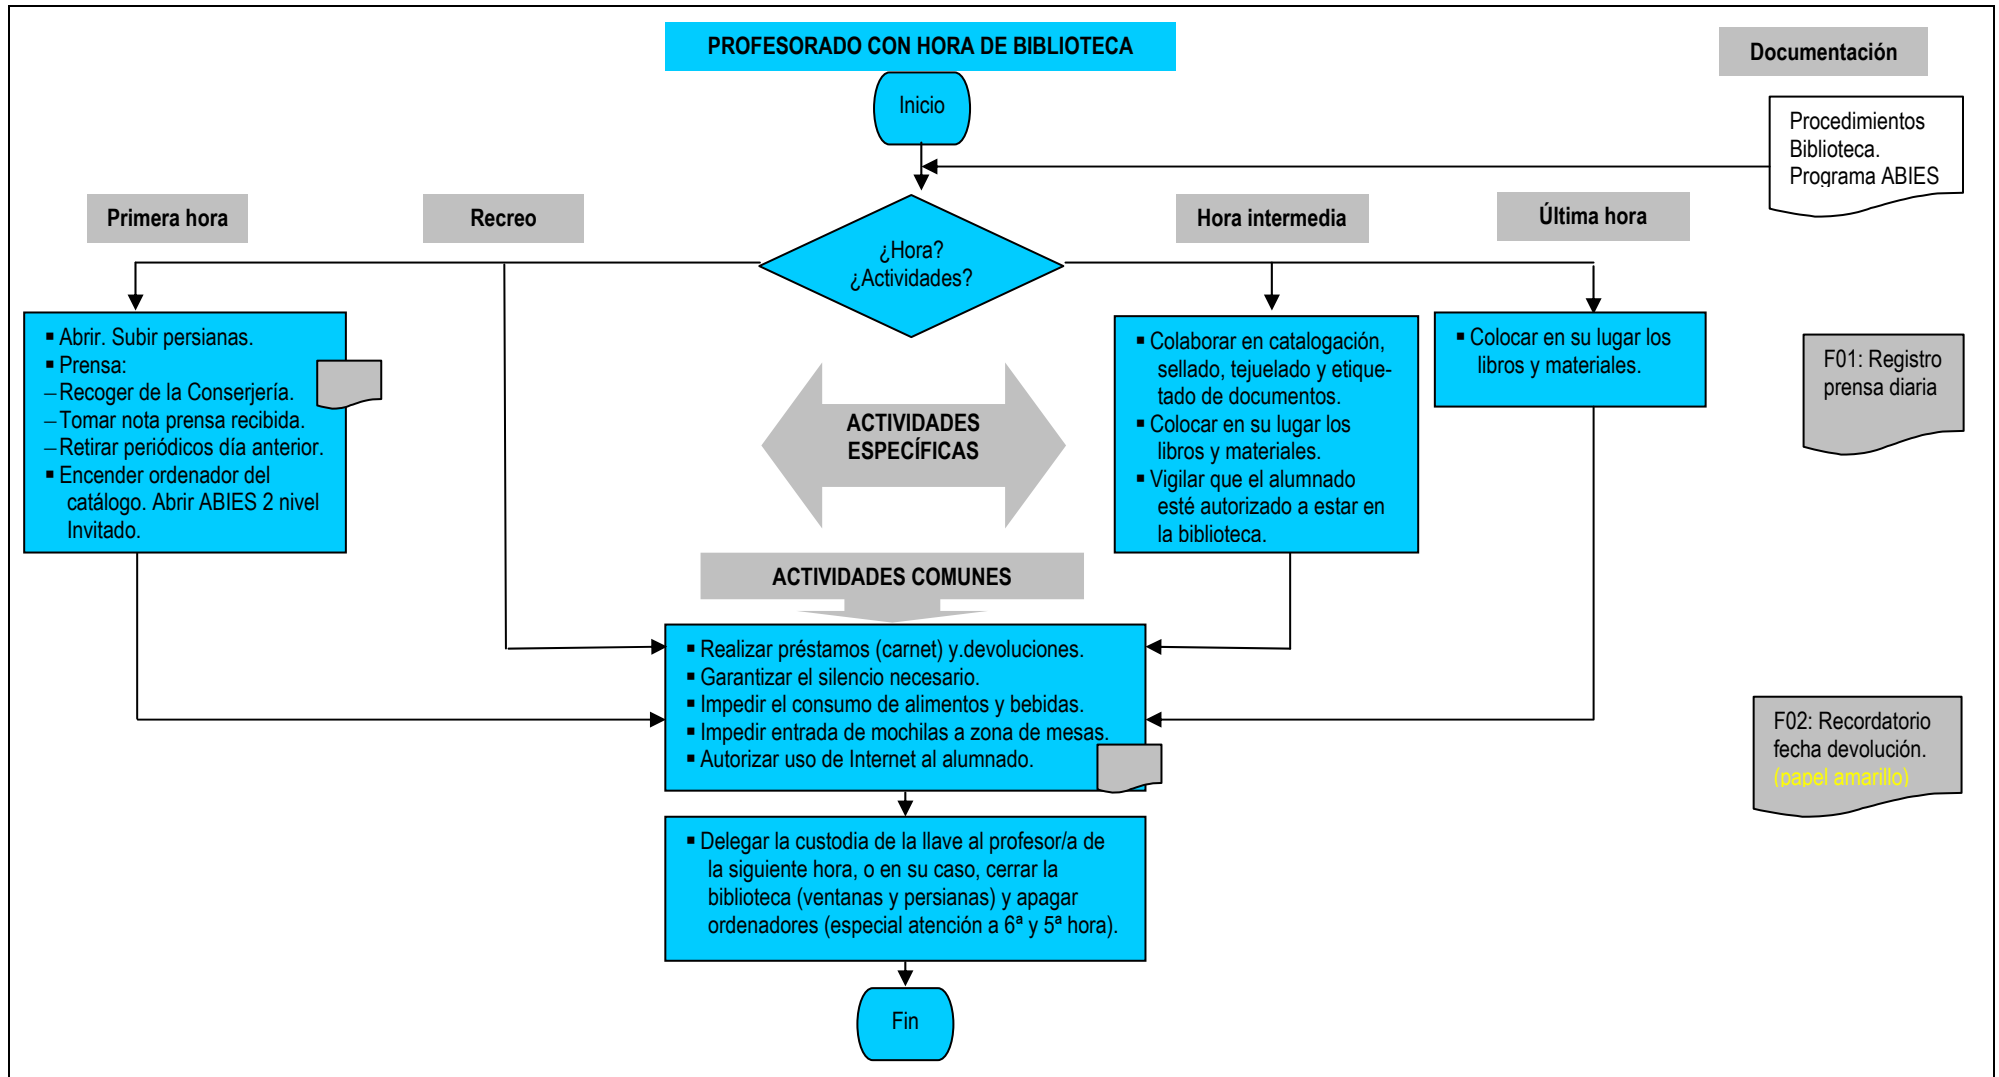 PROFESORADO CON HORA DE BIBLIOTECA
Documentación
Inicio
Procedimientos
Biblioteca.
Programa ABIES
Primera hora
Recreo
Hora intermedia
Última hora
¿Hora?
¿Actividades?
▪ Abrir. Subir persianas.
▪ Prensa:
– Recoger de la Conserjería.
– Tomar nota prensa recibida.
– Retirar periódicos día anterior.
▪ Encender ordenador del
catálogo. Abrir ABIES 2 nivel
Invitado.
▪ Colaborar en catalogación,
sellado, tejuelado y etique-
tado de documentos.
▪ Colocar en su lugar los
libros y materiales.
▪ Vigilar que el alumnado
esté autorizado a estar en
la biblioteca.
▪ Colocar en su lugar los
libros y materiales.
F01: Registro
prensa diaria
ACTIVIDADES
ESPECÍFICAS
ACTIVIDADES COMUNES
▪ Realizar préstamos (carnet) y.devoluciones.
▪ Garantizar el silencio necesario.
▪ Impedir el consumo de alimentos y bebidas.
▪ Impedir entrada de mochilas a zona de mesas.
▪ Autorizar uso de Internet al alumnado.
F02: Recordatorio
fecha devolución.
(papel amarillo)
▪ Delegar la custodia de la llave al profesor/a de
la siguiente hora, o en su caso, cerrar la
biblioteca (ventanas y persianas) y apagar
ordenadores (especial atención a 6ª y 5ª hora).
Fin